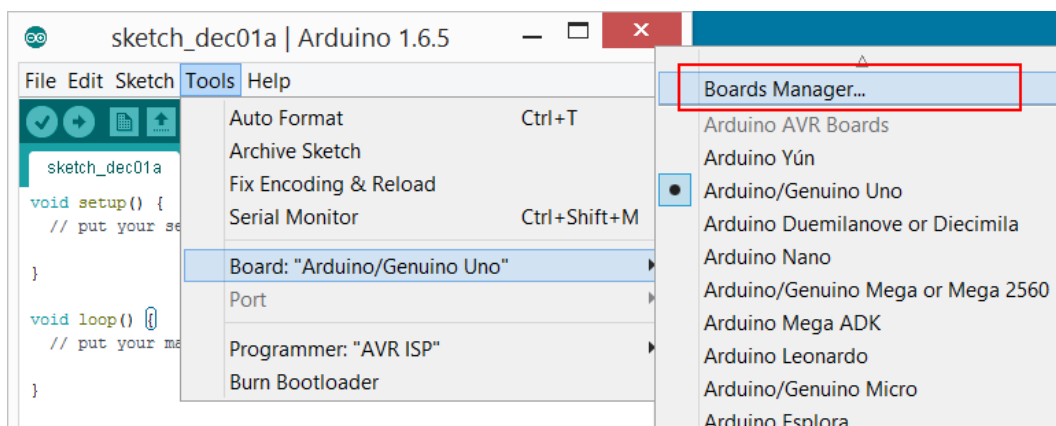 sketch_dec01a | Arduino 1.6.5
File Edit Sketch Tools Help
sketch_dec01a
void setup() {
// put your se
}
void loop() {
// put your ma
}
Auto Format Ctrl+T
Archive Sketch
Fix Encoding & Reload
Serial Monitor Ctrl+Shift+M
Board: "Arduino/Genuino Uno"
Port
Programmer: "AVR ISP"
Burn Bootloader
Boards Manager...
Arduino AVR Boards
Arduino Yún
Arduino/Genuino Uno
Arduino Duemilanove or Diecimila
Arduino Nano
Arduino/Genuino Mega or Mega 2560
Arduino Mega ADK
Arduino Leonardo
Arduino/Genuino Micro
Arduino Esplora